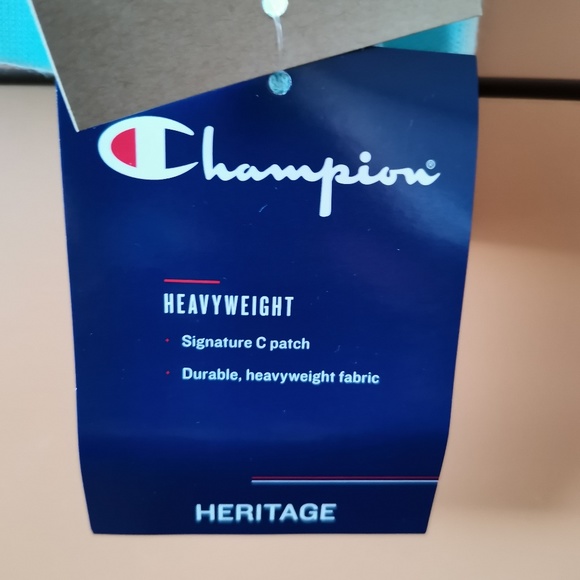 Champion®
HEAVYWEIGHT
• Signature C patch
• Durable, heavyweight fabric
HERITAGE